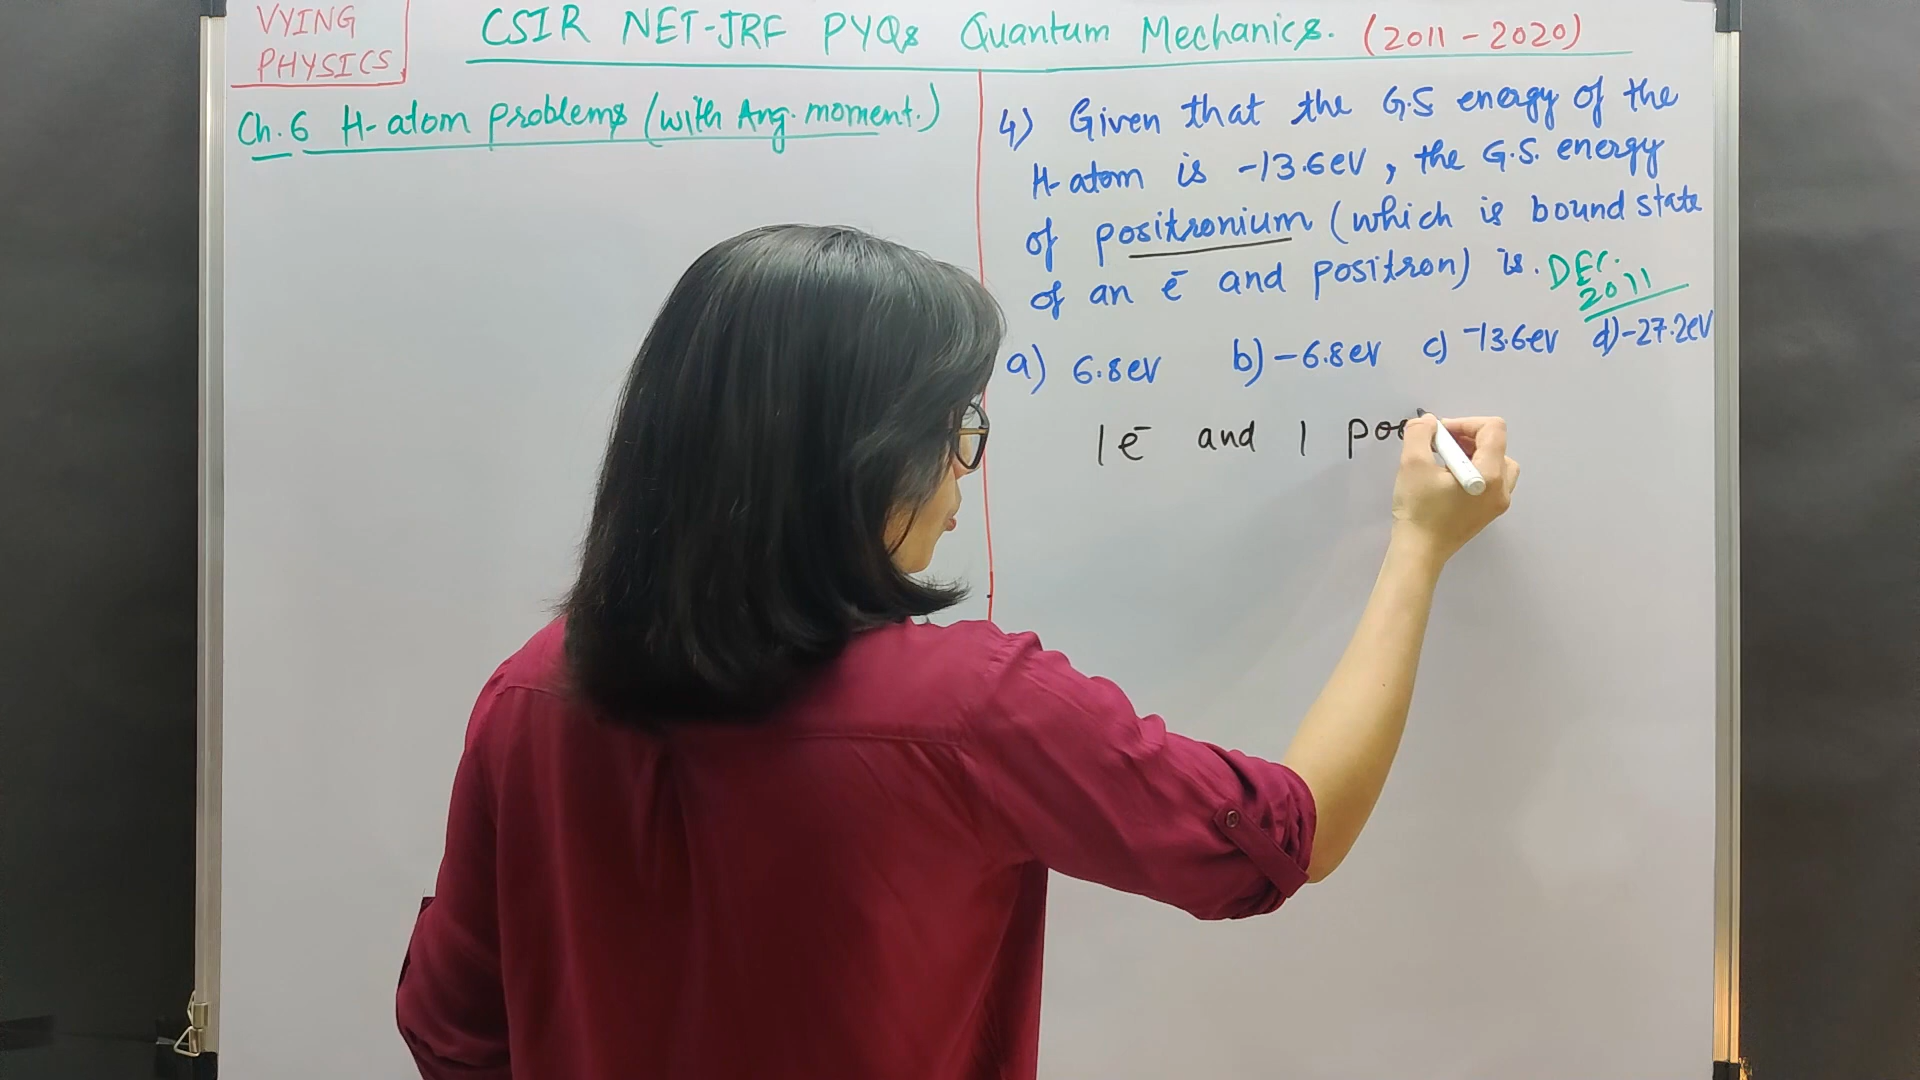 VYING
PHYSICS
CSIR NET-JRF PYQs Quantum Mechanics. (2011-2020)
Ch.6 H-atom problems (with Ang. moment.)
4) Given that the G.S energy of the
H-atom is -13.6eV, the G.S. energy
of positronium (which is bound state
of an e⁻ and positron) is. DEC.
2011
a) 6.8eV b) -6.8eV c) -13.6eV d) -27.2eV
1 e⁻ and 1 po